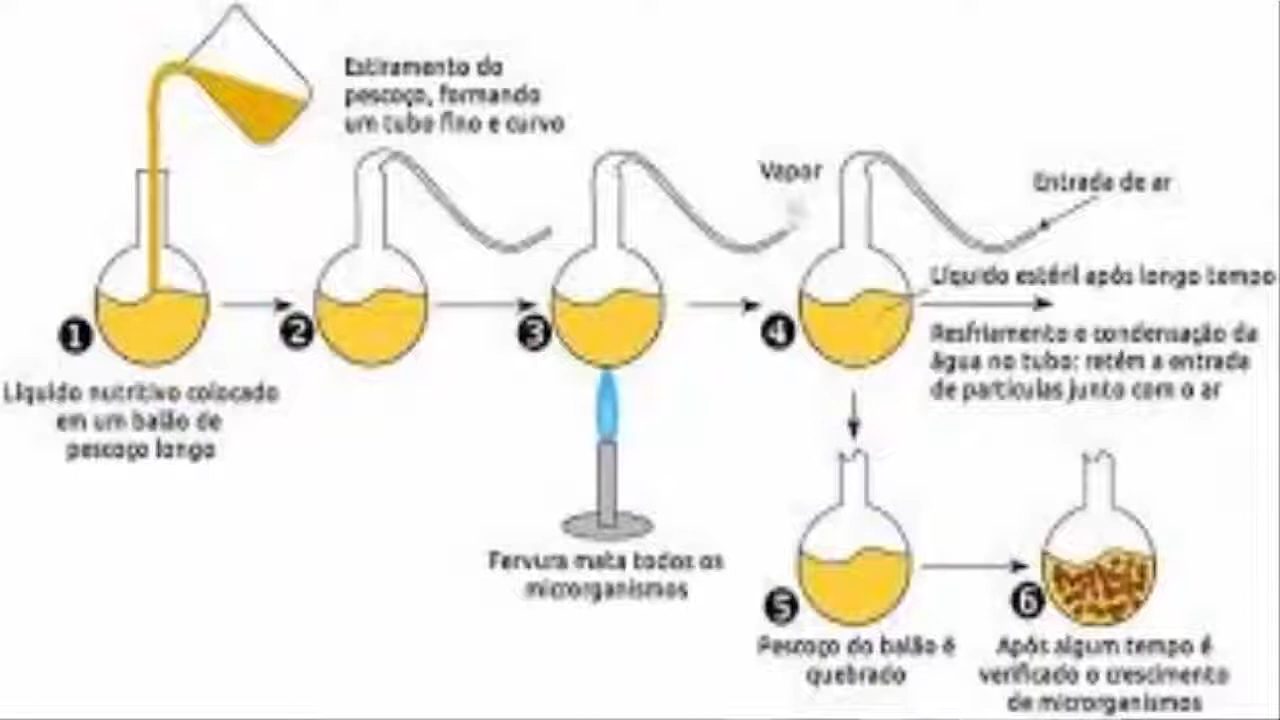 Estiramento do
pescoço, formando
um tubo fino e curvo
Vapor
Entrada de ar
Líquido estéril após longo tempo
1
2
3
4
Resfriamento e condensação da
água no tubo: retêm a entrada
de partículas junto com o ar
Líquido nutritivo colocado
em um balão de
pescoço longo
Fervura mata todos os
microrganismos
5
6
Pescoço do balão é
quebrado
Após algum tempo é
verificado o crescimento
de microrganismos